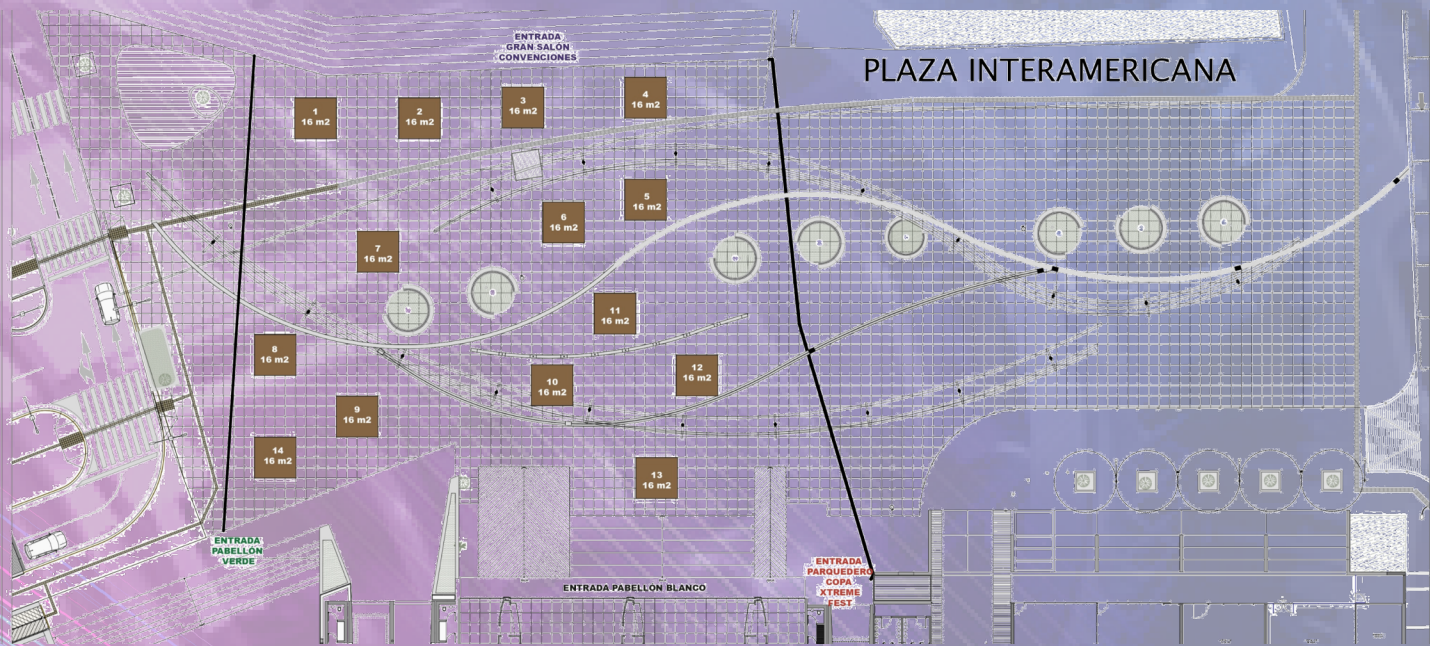 ENTRADA
GRAN SALÓN
CONVENCIONES
PLAZA INTERAMERICANA
1
16 m2
2
16 m2
3
16 m2
4
16 m2
5
16 m2
6
16 m2
7
16 m2
8
16 m2
9
16 m2
10
16 m2
11
16 m2
12
16 m2
14
16 m2
13
16 m2
ENTRADA
PABELLÓN
VERDE
ENTRADA PABELLON BLANCO
ENTRADA
PARQUEDERO
COPA
XTREME
FEST